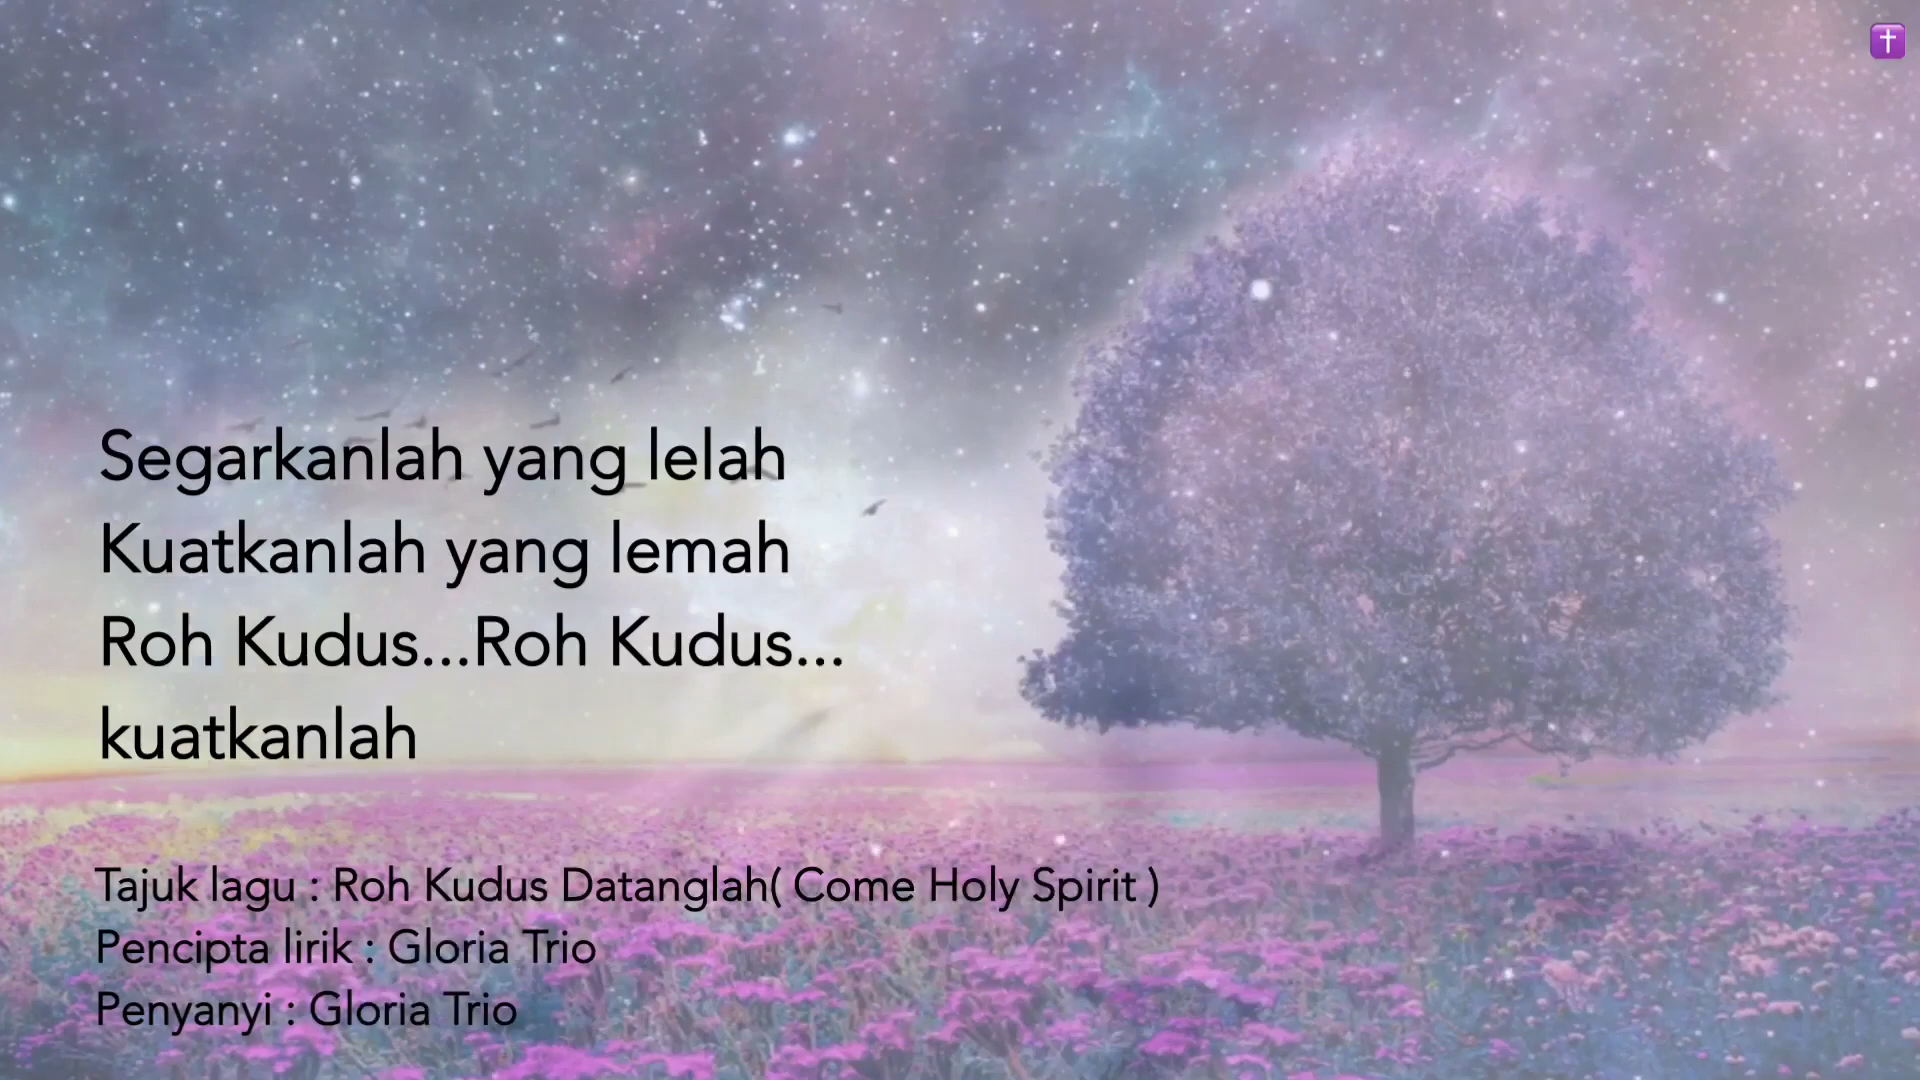 Segarkanlah yang lelah
Kuatkanlah yang lemah
Roh Kudus...Roh Kudus...
kuatkanlah
Tajuk lagu : Roh Kudus Datanglah( Come Holy Spirit )
Pencipta lirik : Gloria Trio
Penyanyi : Gloria Trio